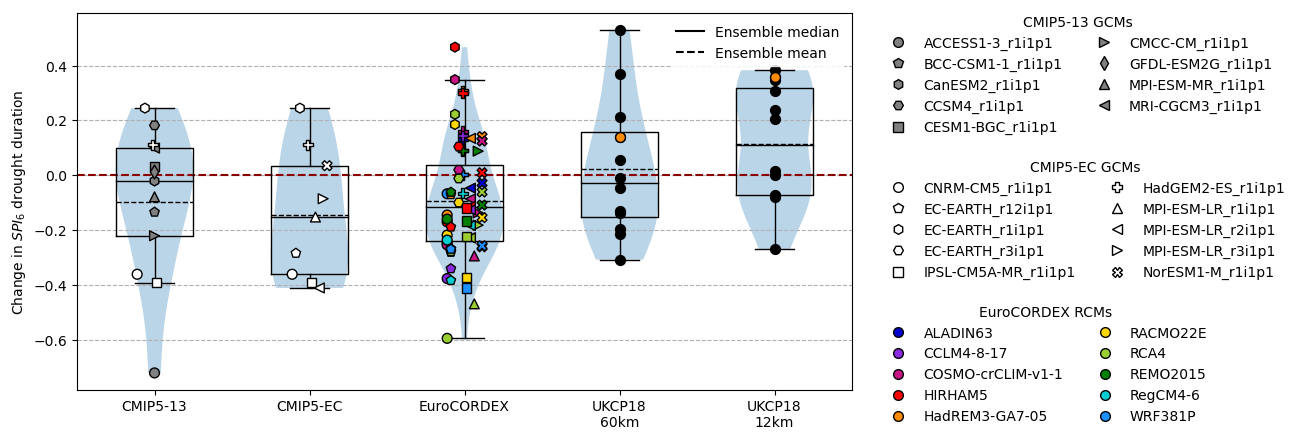 Change in SPI6 drought duration
0.4
0.2
0.0
−0.2
−0.4
−0.6
Ensemble median
Ensemble mean
CMIP5-13
CMIP5-EC
EuroCORDEX
UKCP18
60km
UKCP18
12km
CMIP5-13 GCMs
ACCESS1-3_r1i1p1
BCC-CSM1-1_r1i1p1
CanESM2_r1i1p1
CCSM4_r1i1p1
CESM1-BGC_r1i1p1
CMCC-CM_r1i1p1
GFDL-ESM2G_r1i1p1
MPI-ESM-MR_r1i1p1
MRI-CGCM3_r1i1p1
CMIP5-EC GCMs
CNRM-CM5_r1i1p1
EC-EARTH_r12i1p1
EC-EARTH_r1i1p1
EC-EARTH_r3i1p1
IPSL-CM5A-MR_r1i1p1
HadGEM2-ES_r1i1p1
MPI-ESM-LR_r1i1p1
MPI-ESM-LR_r2i1p1
MPI-ESM-LR_r3i1p1
NorESM1-M_r1i1p1
EuroCORDEX RCMs
ALADIN63
CCLM4-8-17
COSMO-crCLIM-v1-1
HIRHAM5
HadREM3-GA7-05
RACMO22E
RCA4
REMO2015
RegCM4-6
WRF381P